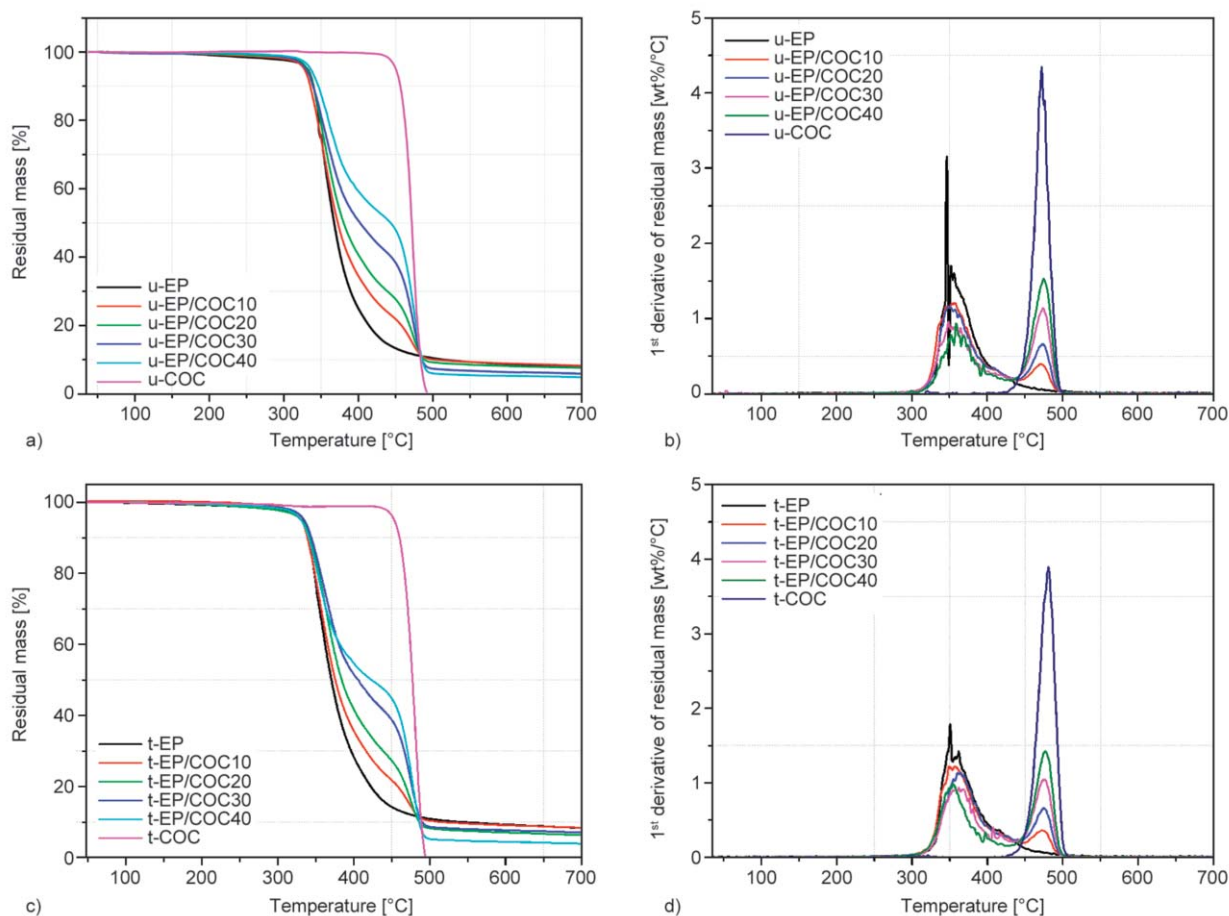 100
80
60
40
20
0
Residual mass [%]
u-EP
u-EP/COC10
u-EP/COC20
u-EP/COC30
u-EP/COC40
u-COC
100 200 300 400 500 600 700
Temperature [°C]
a)
5
4
3
2
1
0
1st derivative of residual mass [wt%/°C]
u-EP
u-EP/COC10
u-EP/COC20
u-EP/COC30
u-EP/COC40
u-COC
100 200 300 400 500 600 700
Temperature [°C]
b)
100
80
60
40
20
0
Residual mass [%]
t-EP
t-EP/COC10
t-EP/COC20
t-EP/COC30
t-EP/COC40
t-COC
100 200 300 400 500 600 700
Temperature [°C]
c)
5
4
3
2
1
0
1st derivative of residual mass [wt%/°C]
t-EP
t-EP/COC10
t-EP/COC20
t-EP/COC30
t-EP/COC40
t-COC
100 200 300 400 500 600 700
Temperature [°C]
d)